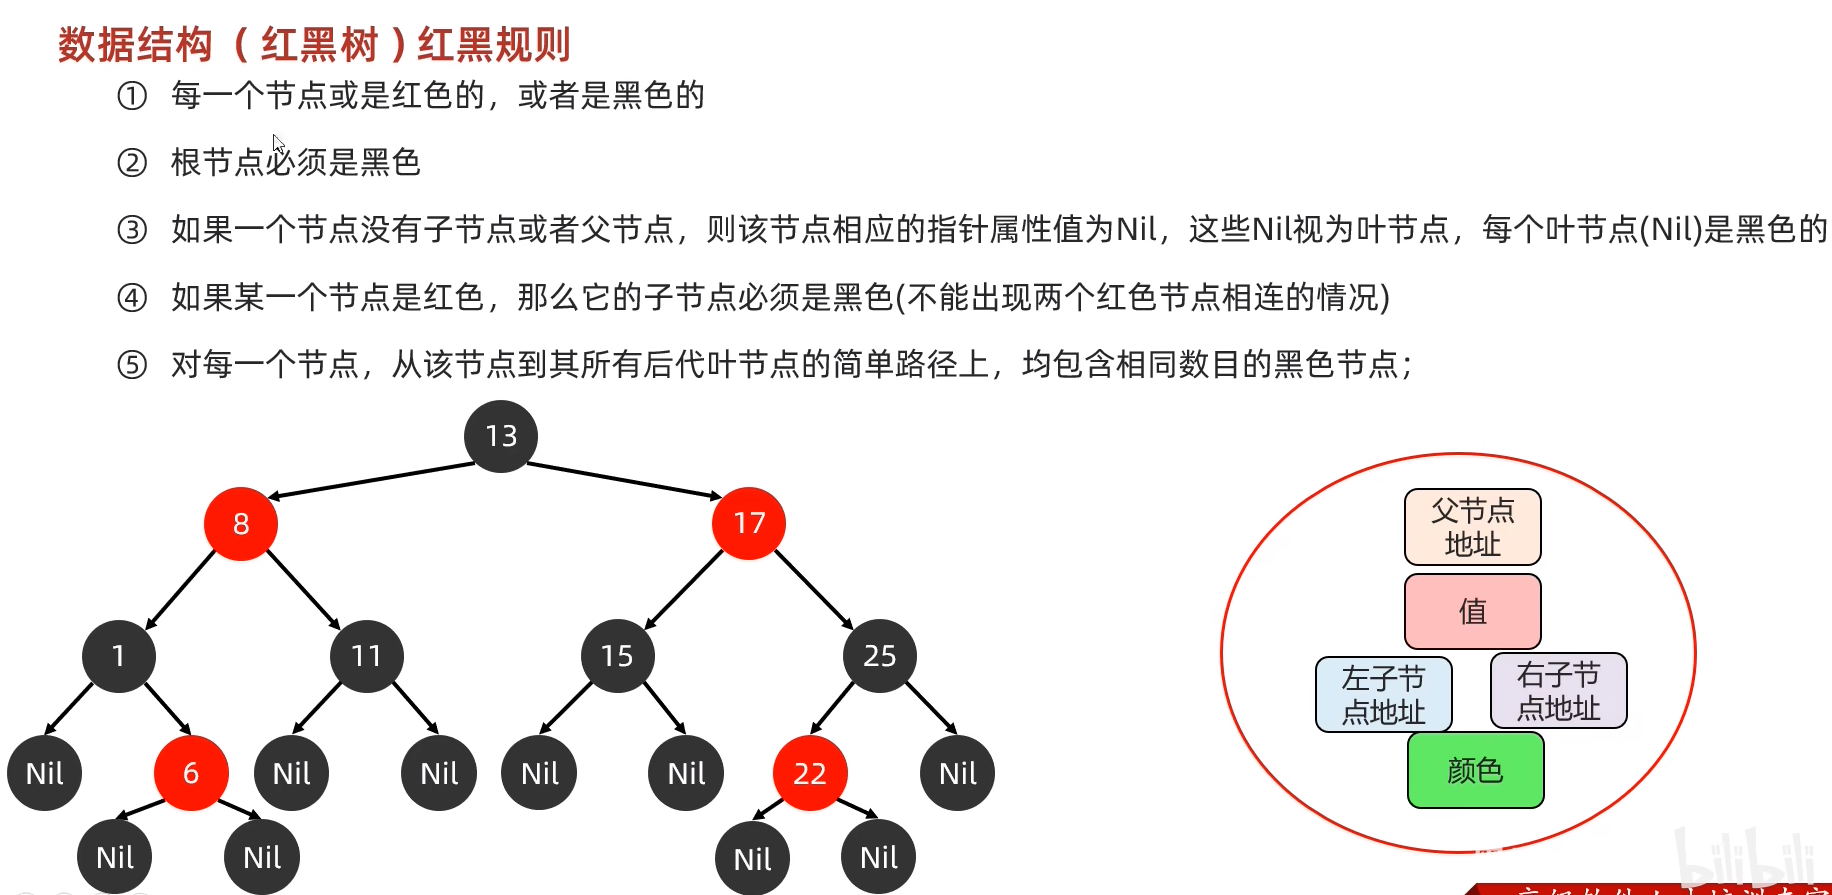 数据结构（红黑树）红黑规则
① 每一个节点或是红色的，或者是黑色的
② 根节点必须是黑色
③ 如果一个节点没有子节点或者父节点，则该节点相应的指针属性值为Nil，这些Nil视为叶节点，每个叶节点(Nil)是黑色的
④ 如果某一个节点是红色，那么它的子节点必须是黑色(不能出现两个红色节点相连的情况)
⑤ 对每一个节点，从该节点到其所有后代叶节点的简单路径上，均包含相同数目的黑色节点；
13
8
17
1
11
15
25
Nil
6
Nil
Nil
Nil
Nil
22
Nil
Nil
Nil
Nil
Nil
父节点
地址
值
左子节
点地址
右子节
点地址
颜色
bilibili